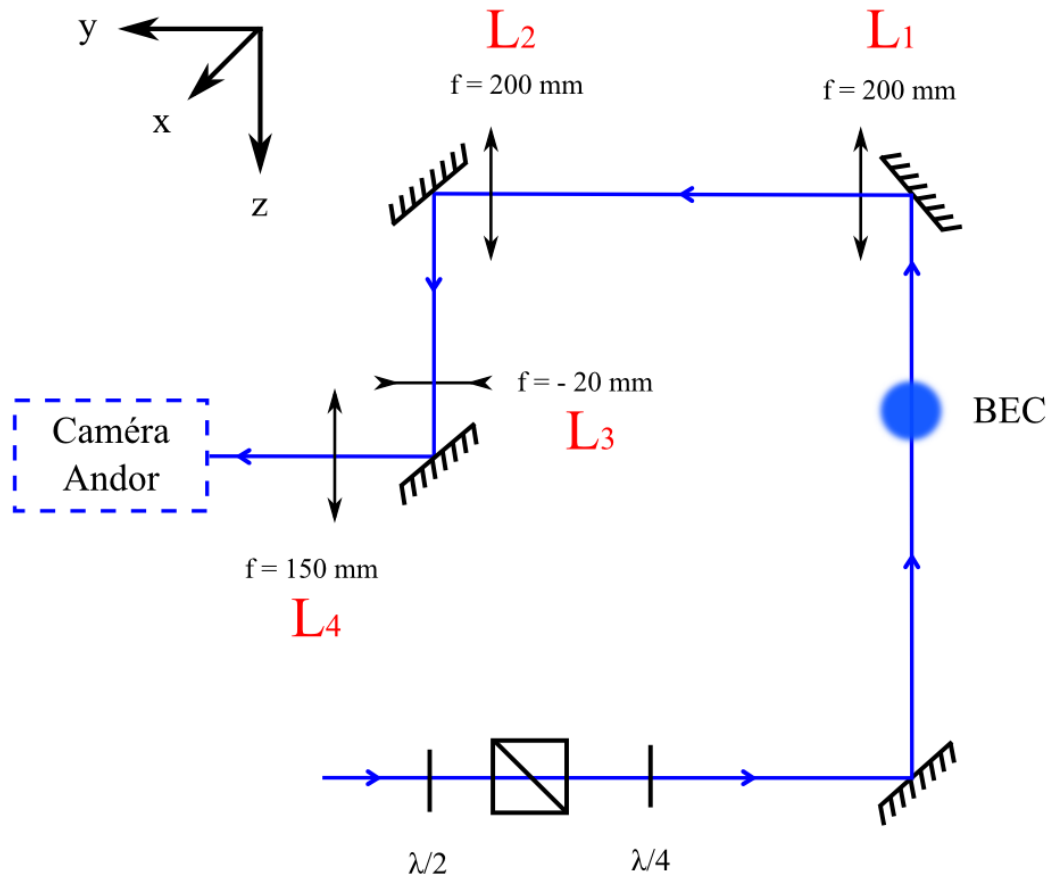 y
x
z
L2
f = 200 mm
L1
f = 200 mm
f = - 20 mm
L3
BEC
Caméra
Andor
f = 150 mm
L4
λ/2
λ/4